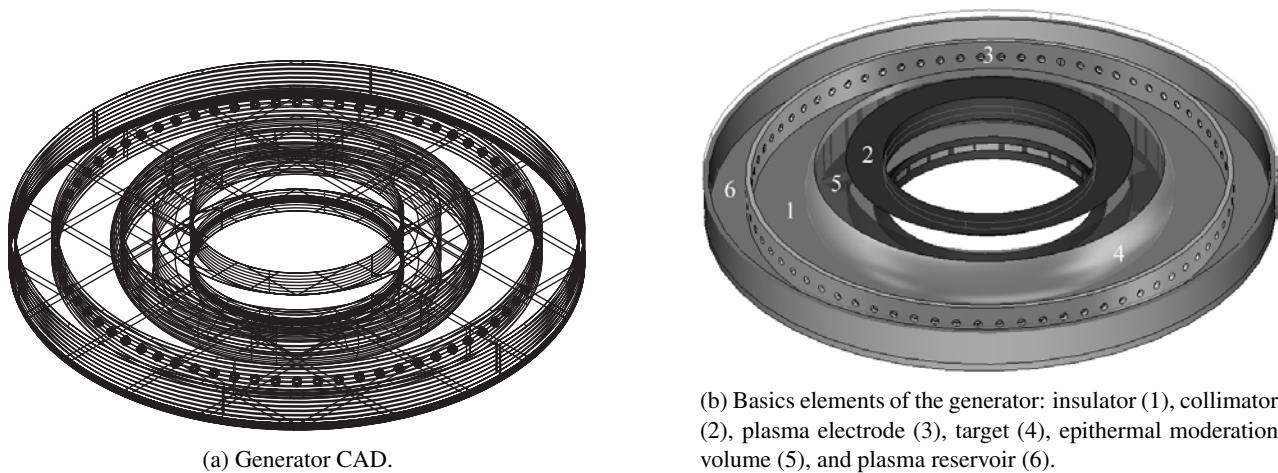 3
2
5
6
1
4
(a) Generator CAD.
(b) Basics elements of the generator: insulator (1), collimator
(2), plasma electrode (3), target (4), epithermal moderation
volume (5), and plasma reservoir (6).